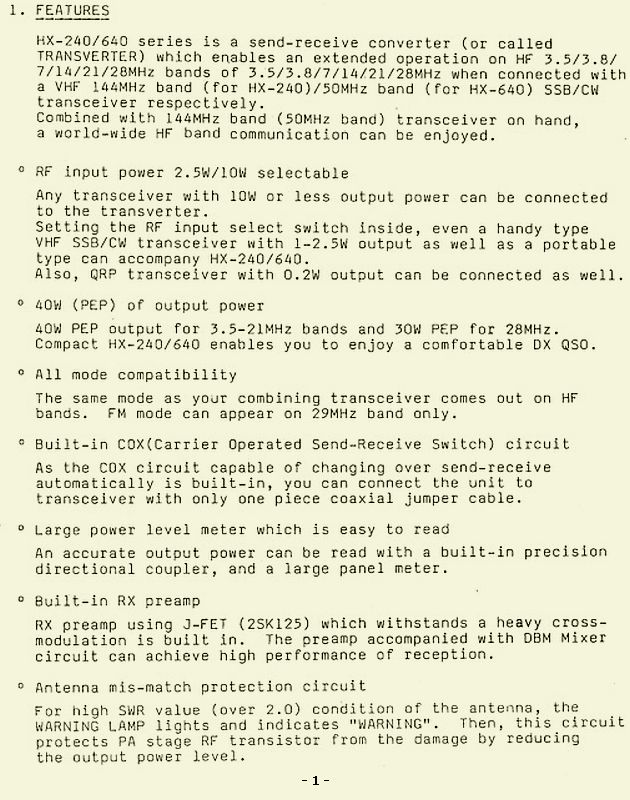 1. FEATURES
HX-240/640 series is a send-receive converter (or called
TRANSVERTER) which enables an extended operation on HF 3.5/3.8/
7/14/21/28MHz bands of 3.5/3.8/7/14/21/28MHz when connected with
a VHF 144MHz band (for HX-240)/50MHz band (for HX-640) SSB/CW
transceiver respectively.
Combined with 144MHz band (50MHz band) transceiver on hand,
a world-wide HF band communication can be enjoyed.
° RF input power 2.5W/10W selectable
Any transceiver with 10W or less output power can be connected
to the transverter.
Setting the RF input select switch inside, even a handy type
VHF SSB/CW transceiver with 1-2.5W output as well as a portable
type can accompany HX-240/640.
Also, QRP transceiver with 0.2W output can be connected as well.
° 40W (PEP) of output power
40W PEP output for 3.5-21MHz bands and 30W PEP for 28MHz.
Compact HX-240/640 enables you to enjoy a comfortable DX QSO.
° All mode compatibility
The same mode as your combining transceiver comes out on HF
bands. FM mode can appear on 29MHz band only.
° Built-in COX(Carrier Operated Send-Receive Switch) circuit
As the COX circuit capable of changing over send-receive
automatically is built-in, you can connect the unit to
transceiver with only one piece coaxial jumper cable.
° Large power level meter which is easy to read
An accurate output power can be read with a built-in precision
directional coupler, and a large panel meter.
° Built-in RX preamp
RX preamp using J-FET (2SK125) which withstands a heavy cross-
modulation is built in. The preamp accompanied with DBM Mixer
circuit can achieve high performance of reception.
° Antenna mis-match protection circuit
For high SWR value (over 2.0) condition of the antenna, the
WARNING LAMP lights and indicates "WARNING". Then, this circuit
protects PA stage RF transistor from the damage by reducing
the output power level.
- 1 -